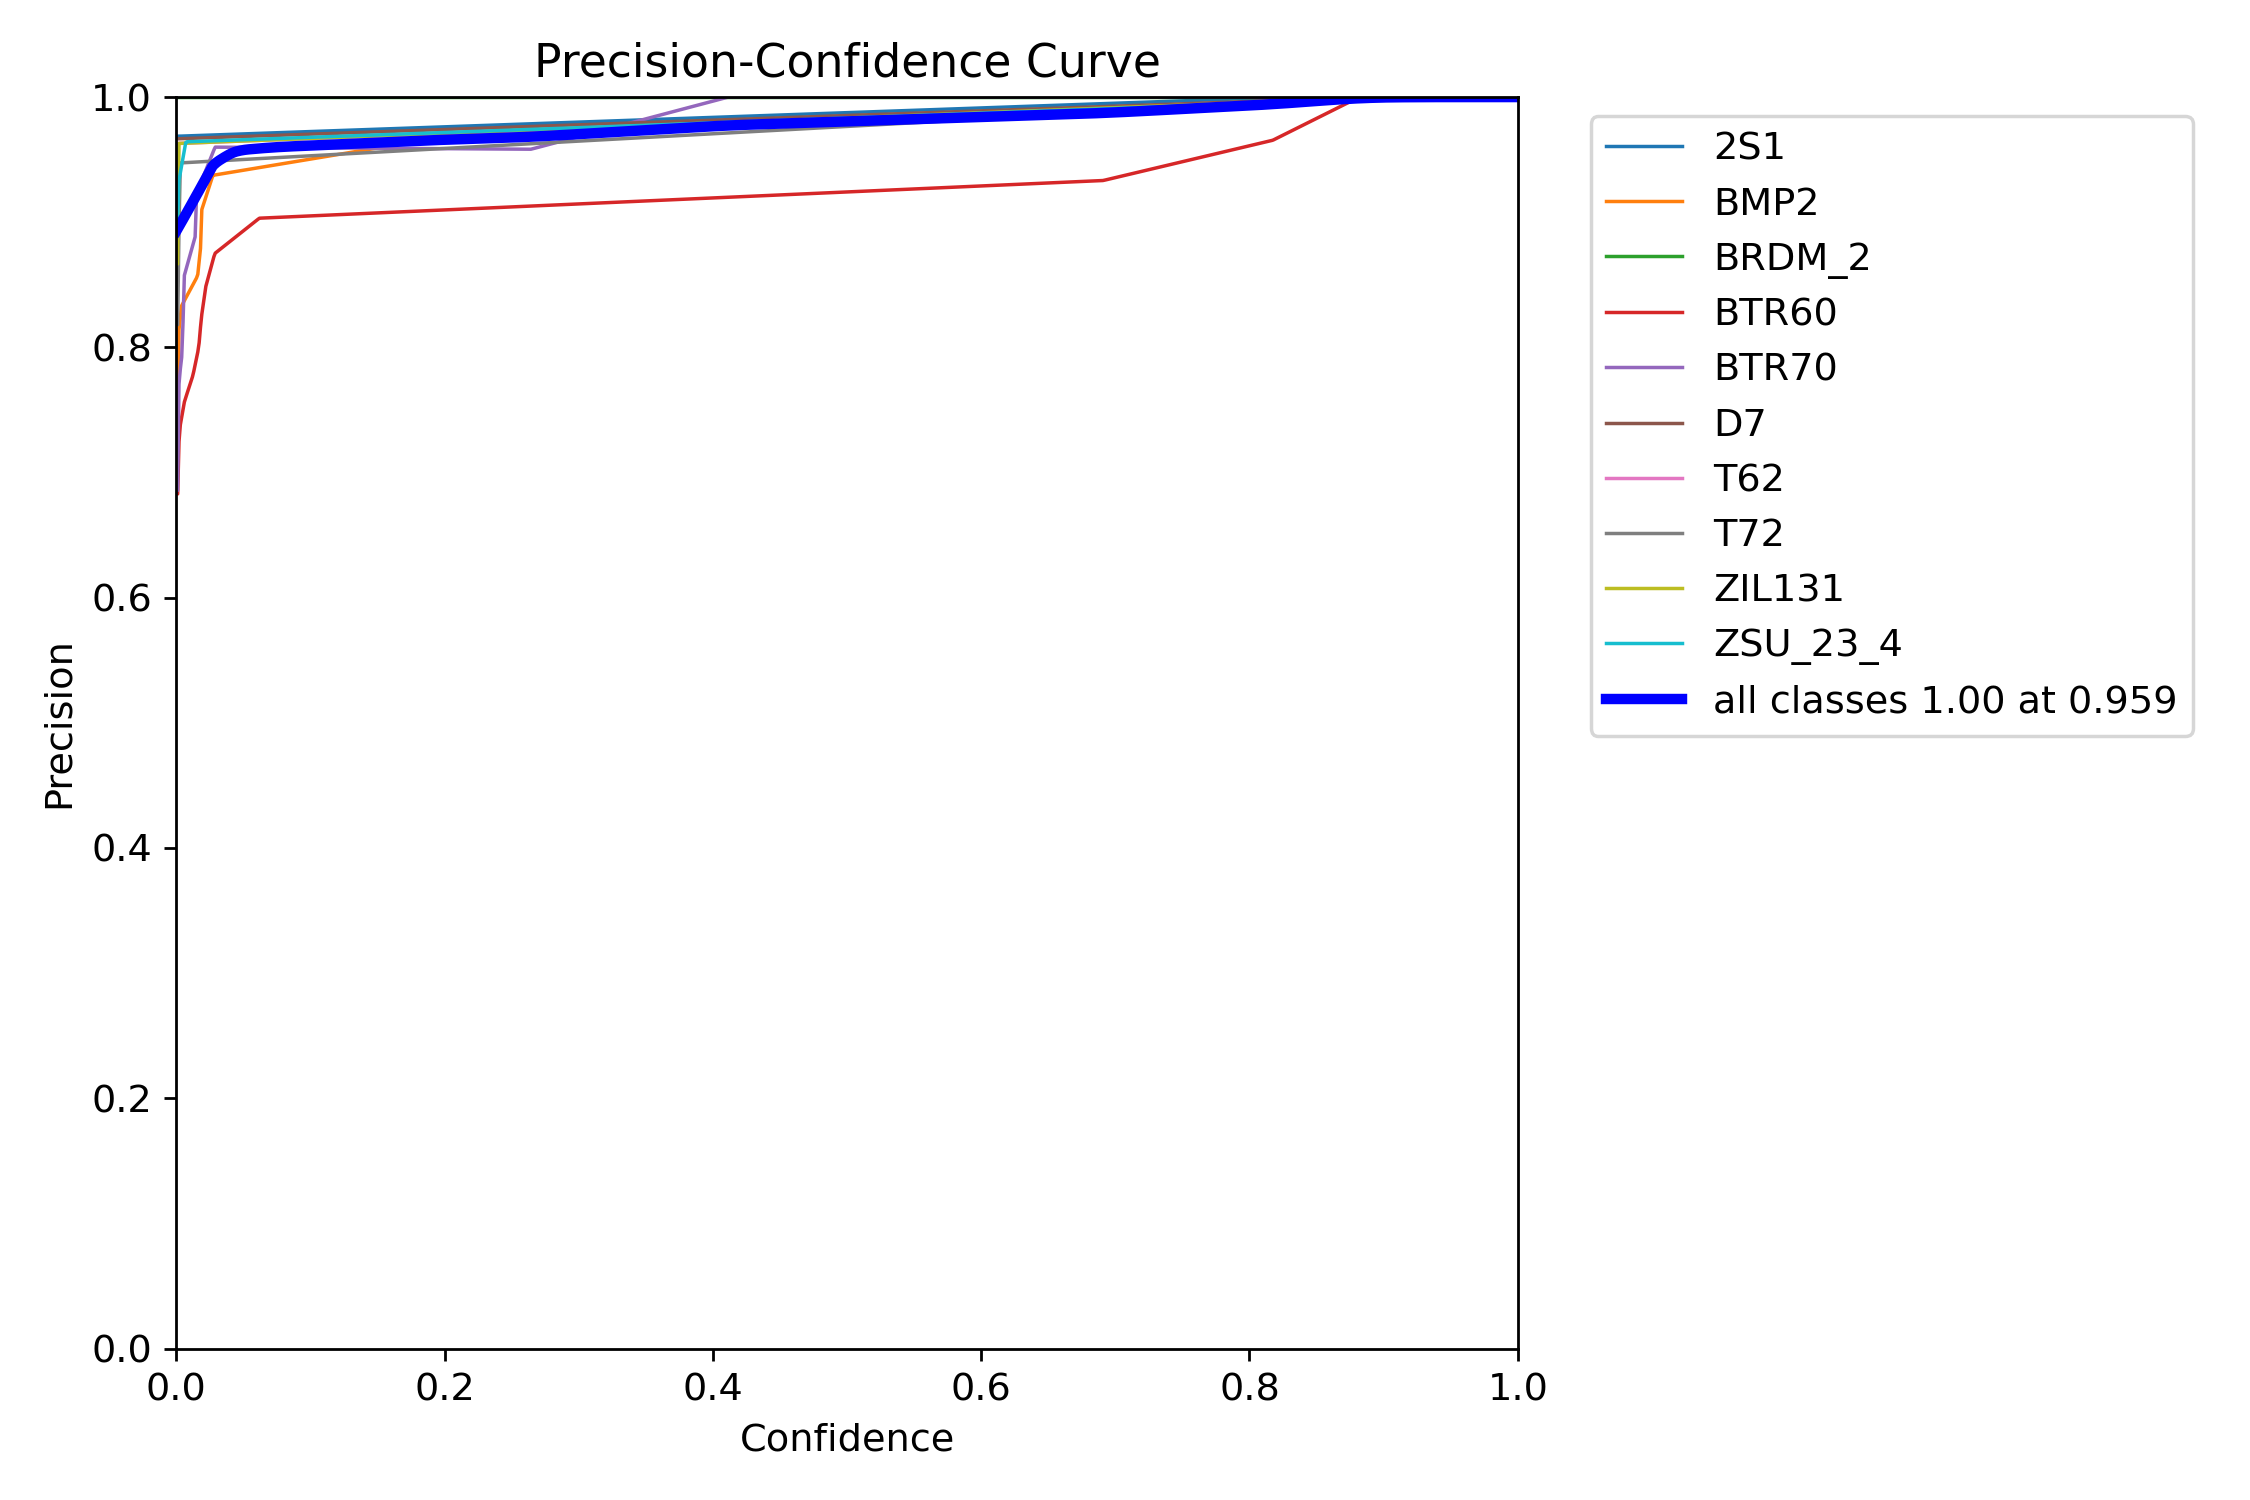 Precision-Confidence Curve
1.0
0.8
0.6
0.4
0.2
0.0
Precision
0.0 0.2 0.4 0.6 0.8 1.0
Confidence
2S1
BMP2
BRDM_2
BTR60
BTR70
D7
T62
T72
ZIL131
ZSU_23_4
all classes 1.00 at 0.959